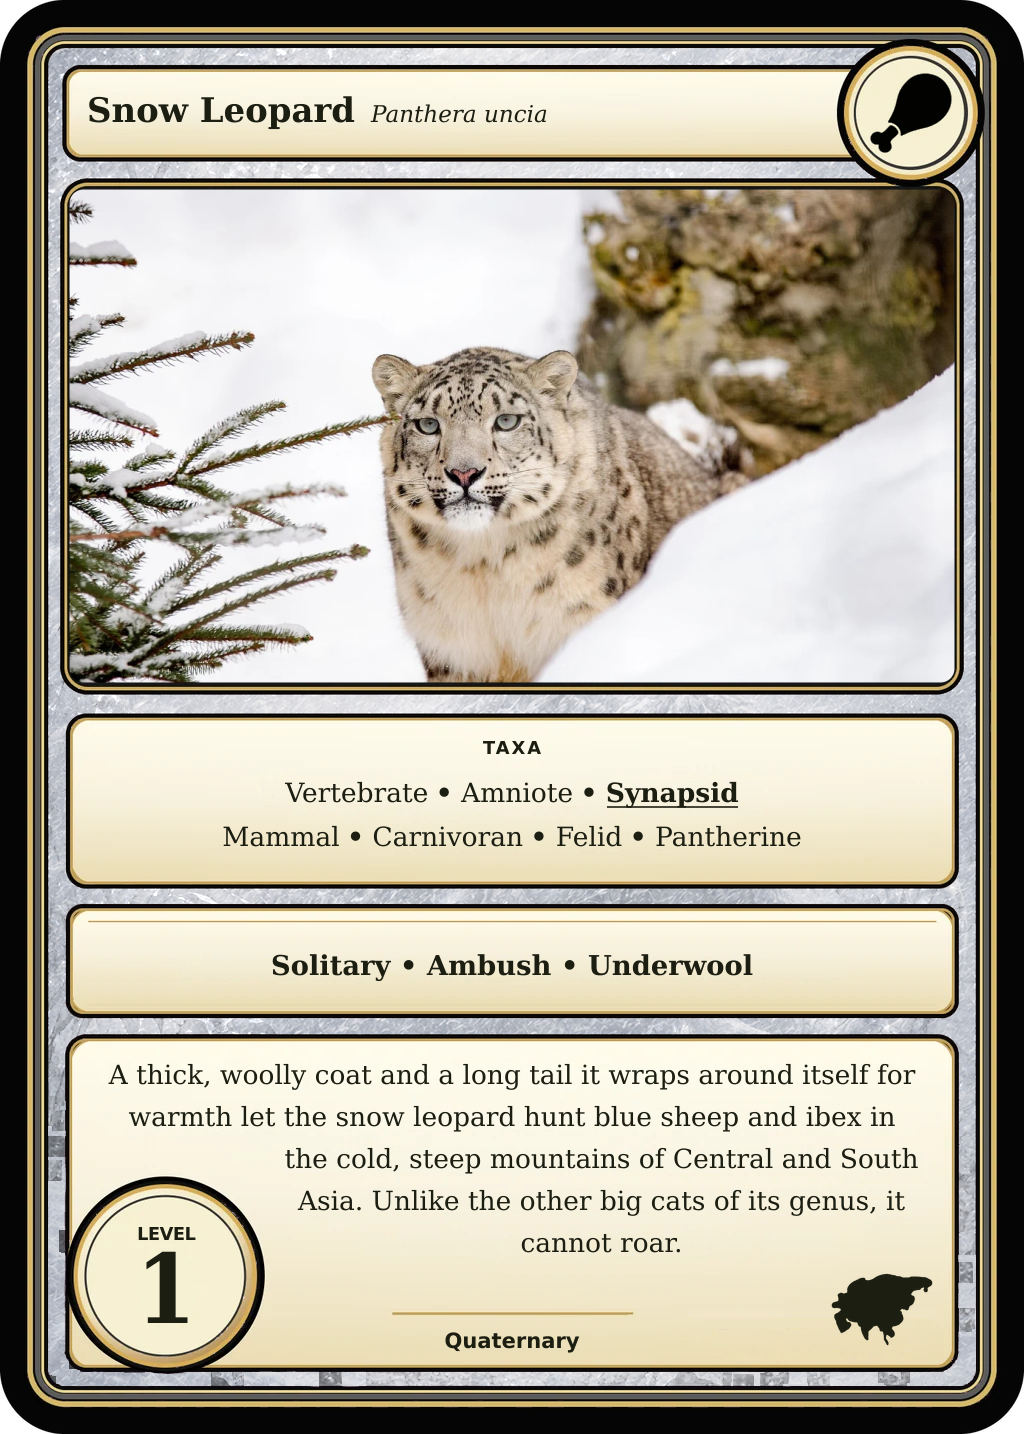 Snow Leopard Panthera uncia
TAXA
Vertebrate • Amniote • Synapsid
Mammal • Carnivoran • Felid • Pantherine
Solitary • Ambush • Underwool
A thick, woolly coat and a long tail it wraps around itself for
warmth let the snow leopard hunt blue sheep and ibex in
the cold, steep mountains of Central and South
Asia. Unlike the other big cats of its genus, it
cannot roar.
LEVEL
1
Quaternary